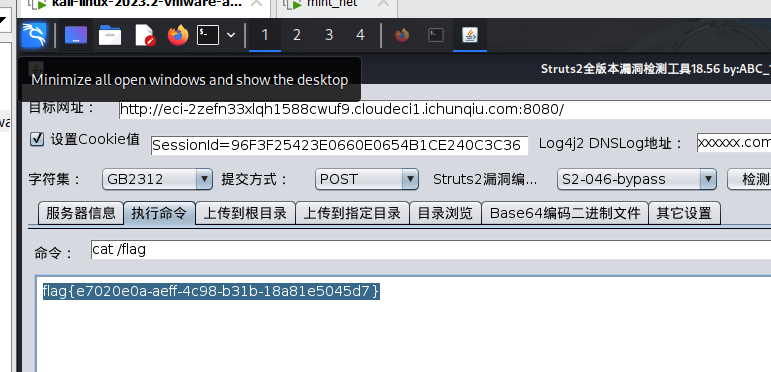 kali-linux-2023.2-vmware-a...
mint_net
1 2 3 4
Minimize all open windows and show the desktop
Struts2全版本漏洞检测工具18.56 by:ABC_
目标网址： http://eci-2zefn33xlqh1588cwuf9.cloudeci1.ichunqiu.com:8080/
设置Cookie值 SessionId=96F3F25423E0660E0654B1CE240C3C36 Log4j2 DNSLog地址： xxxxxx.com
字符集： GB2312 提交方式： POST Struts2漏洞编... S2-046-bypass 检测
服务器信息 执行命令 上传到根目录 上传到指定目录 目录浏览 Base64编码二进制文件 其它设置
命令： cat /flag
flag{e7020e0a-aeff-4c98-b31b-18a81e5045d7}